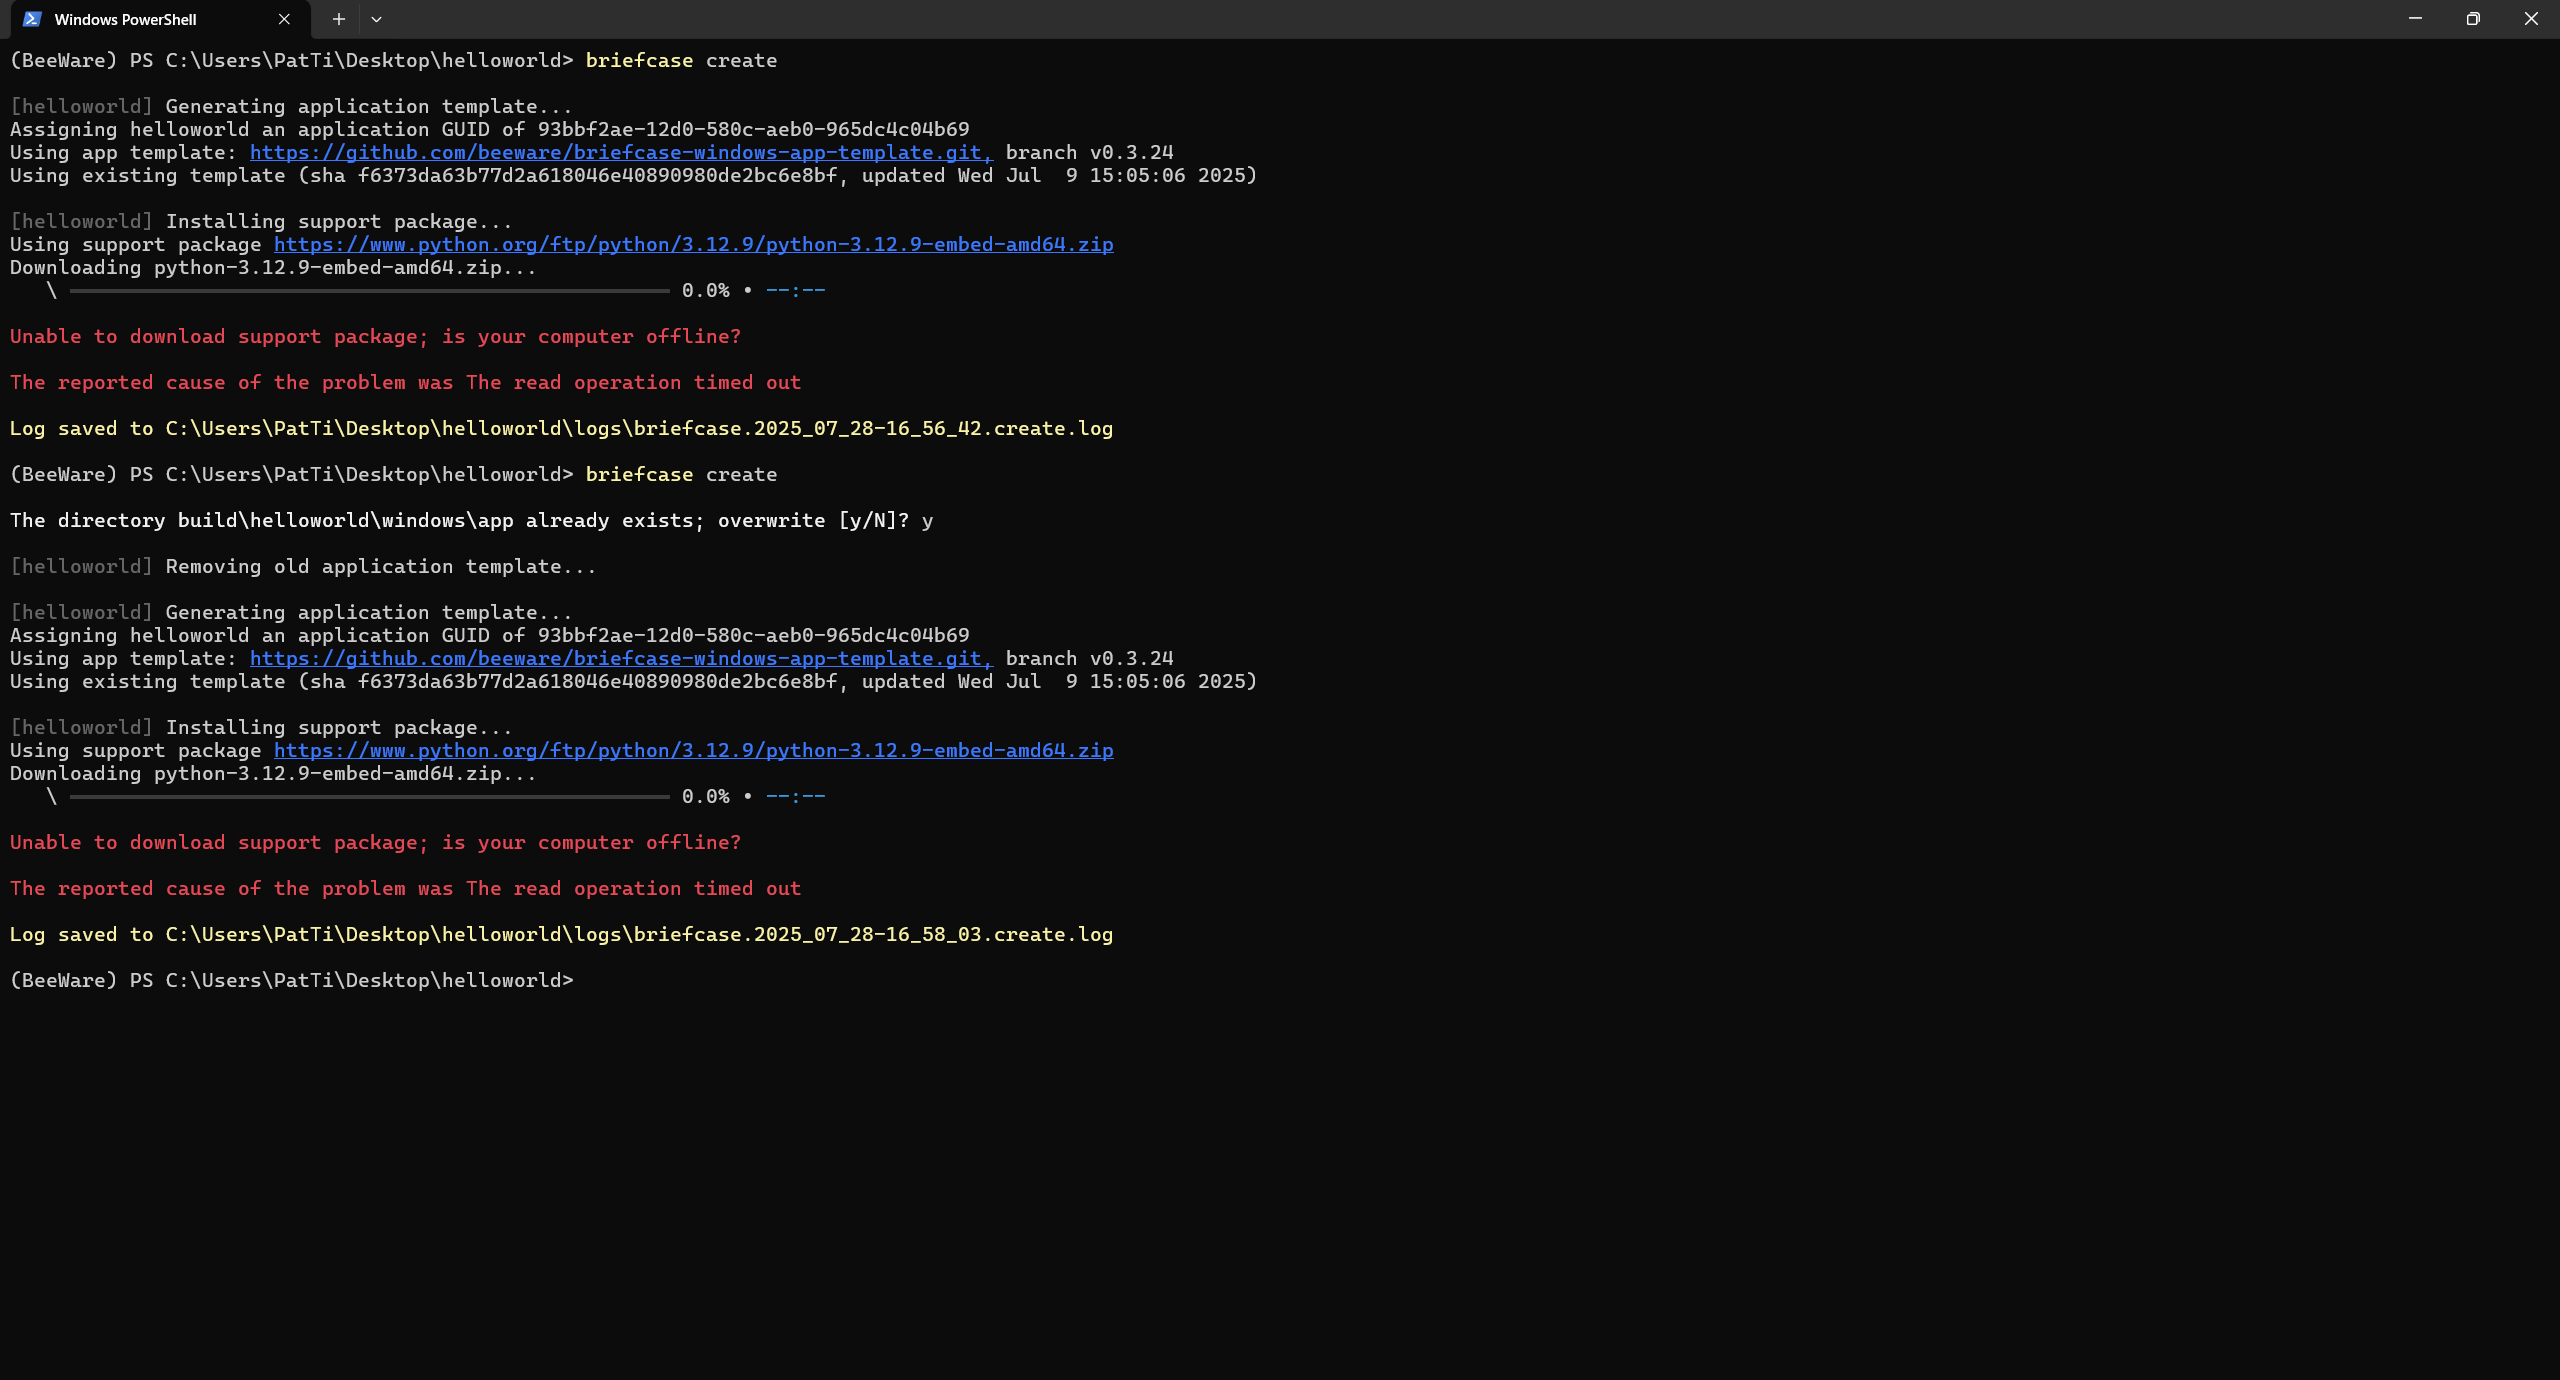 Windows PowerShell
(BeeWare) PS C:\Users\PatTi\Desktop\helloworld> briefcase create
[helloworld] Generating application template...
Assigning helloworld an application GUID of 93bbf2ae-12d0-580c-aeb0-965dc4c04b69
Using app template: https://github.com/beeware/briefcase-windows-app-template.git, branch v0.3.24
Using existing template (sha f6373da63b77d2a618046e40890980de2bc6e8bf, updated Wed Jul  9 15:05:06 2025)
[helloworld] Installing support package...
Using support package https://www.python.org/ftp/python/3.12.9/python-3.12.9-embed-amd64.zip
Downloading python-3.12.9-embed-amd64.zip...
\ ━━━━━━━━━━━━━━━━━━━━━━━━━━━━━━━━━━━━━━━━━━━━━━━━━━ 0.0% • --:--
Unable to download support package; is your computer offline?
The reported cause of the problem was The read operation timed out
Log saved to C:\Users\PatTi\Desktop\helloworld\logs\briefcase.2025_07_28-16_56_42.create.log
(BeeWare) PS C:\Users\PatTi\Desktop\helloworld> briefcase create
The directory build\helloworld\windows\app already exists; overwrite [y/N]? y
[helloworld] Removing old application template...
[helloworld] Generating application template...
Assigning helloworld an application GUID of 93bbf2ae-12d0-580c-aeb0-965dc4c04b69
Using app template: https://github.com/beeware/briefcase-windows-app-template.git, branch v0.3.24
Using existing template (sha f6373da63b77d2a618046e40890980de2bc6e8bf, updated Wed Jul  9 15:05:06 2025)
[helloworld] Installing support package...
Using support package https://www.python.org/ftp/python/3.12.9/python-3.12.9-embed-amd64.zip
Downloading python-3.12.9-embed-amd64.zip...
\ ━━━━━━━━━━━━━━━━━━━━━━━━━━━━━━━━━━━━━━━━━━━━━━━━━━ 0.0% • --:--
Unable to download support package; is your computer offline?
The reported cause of the problem was The read operation timed out
Log saved to C:\Users\PatTi\Desktop\helloworld\logs\briefcase.2025_07_28-16_58_03.create.log
(BeeWare) PS C:\Users\PatTi\Desktop\helloworld>